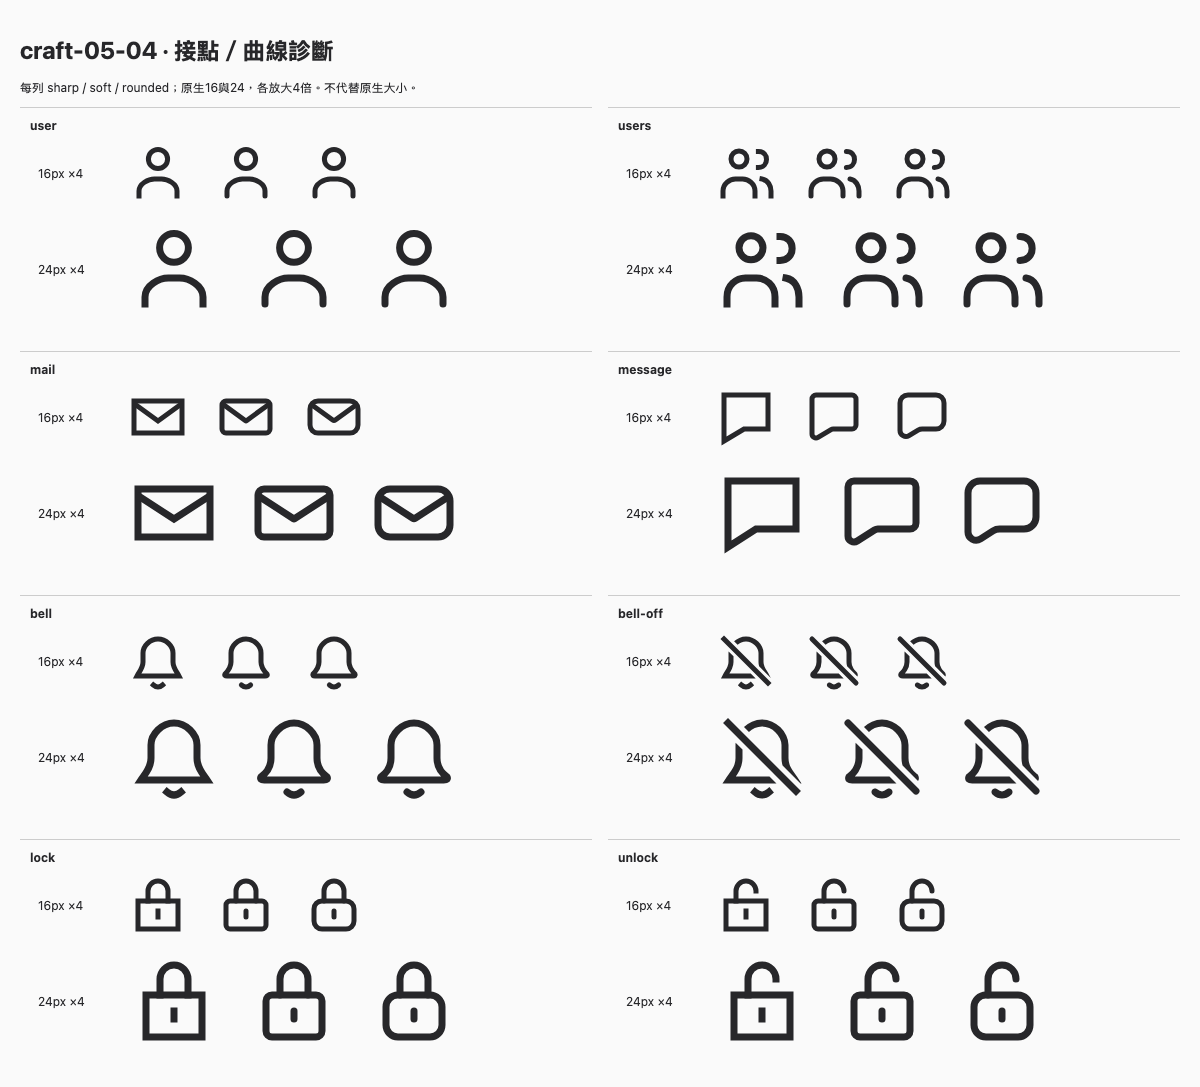 craft-05-04 · 接點 / 曲線診斷
每列 sharp / soft / rounded；原生16與24，各放大4倍。不代替原生大小。
user
16px ×4
24px ×4
users
16px ×4
24px ×4
mail
16px ×4
24px ×4
message
16px ×4
24px ×4
bell
16px ×4
24px ×4
bell-off
16px ×4
24px ×4
lock
16px ×4
24px ×4
unlock
16px ×4
24px ×4